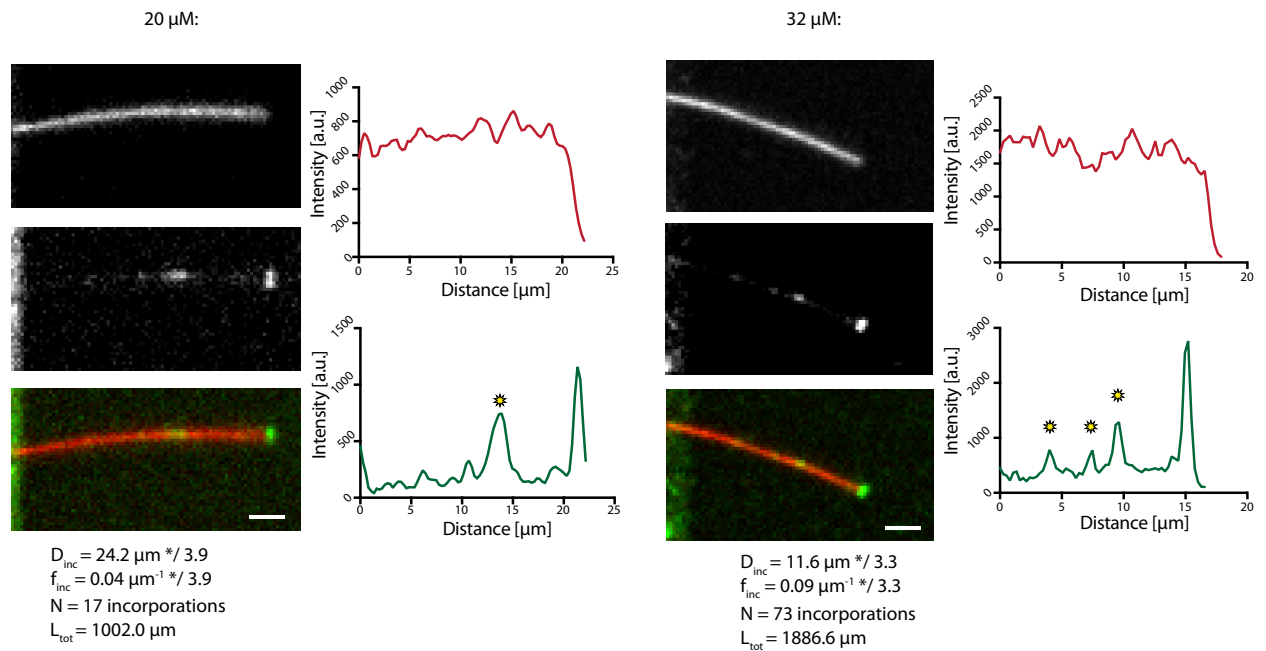 20 µM:
32 µM:
Intensity [a.u.]
1000
800
600
400
200
0
0 5 10 15 20 25
Distance [µm]
Intensity [a.u.]
2500
2000
1500
1000
500
0
0 5 10 15 20
Distance [µm]
Intensity [a.u.]
1500
1000
500
0
0 5 10 15 20 25
Distance [µm]
Intensity [a.u.]
3000
2000
1000
0
0 5 10 15 20
Distance [µm]
D_inc = 24.2 µm */ 3.9
f_inc = 0.04 µm⁻¹ */ 3.9
N = 17 incorporations
L_tot = 1002.0 µm
D_inc = 11.6 µm */ 3.3
f_inc = 0.09 µm⁻¹ */ 3.3
N = 73 incorporations
L_tot = 1886.6 µm